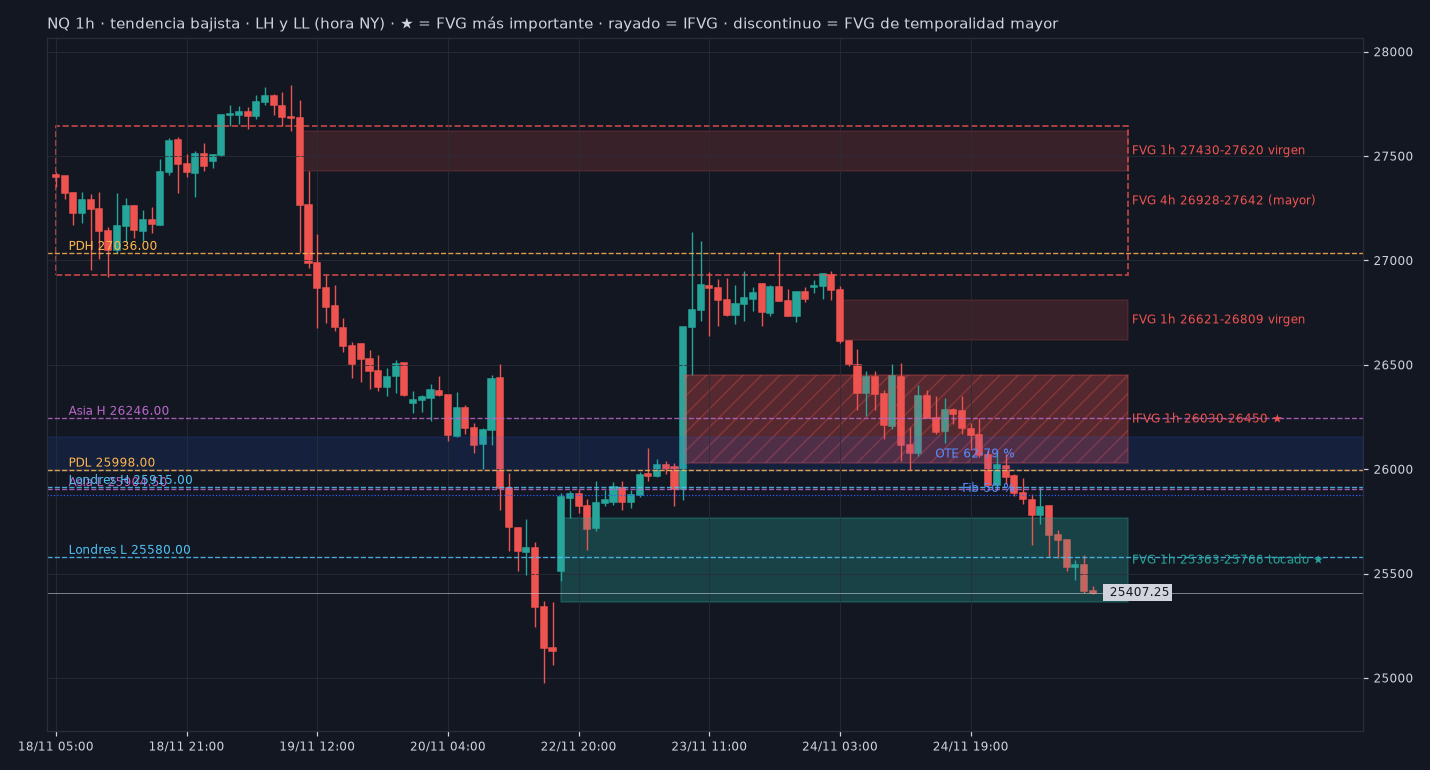 NQ 1h · tendencia bajista · LH y LL (hora NY) · ★ = FVG más importante · rayado = IFVG · discontinuo = FVG de temporalidad mayor
28000
FVG 1h 27430-27620 virgen
27500
FVG 4h 26928-27642 (mayor)
PDH 27036.00
27000
FVG 1h 26621-26809 virgen
26500
Asia H 26246.00
IFVG 1h 26030-26450 ★
OTE 62-79 %
PDL 25998.00
26000
Londres H 25915.00
Fib 50 %
Londres L 25580.00
FVG 1h 25363-25766 tocado ★
25500
25407.25
25000
18/11 05:00
18/11 21:00
19/11 12:00
20/11 04:00
22/11 20:00
23/11 11:00
24/11 03:00
24/11 19:00